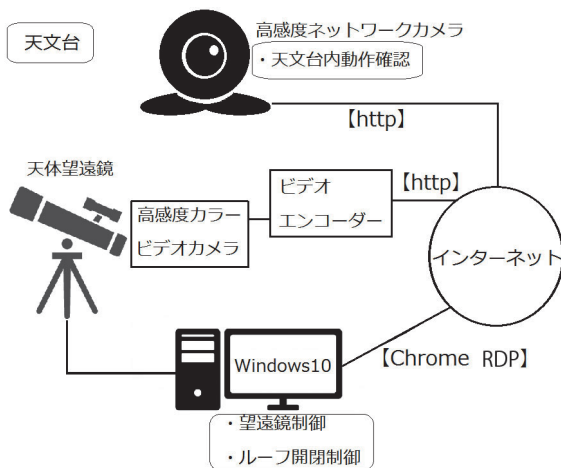 天文台
高感度ネットワークカメラ
・天文台内動作確認
【http】
天体望遠鏡
高感度カラー
ビデオカメラ
ビデオ
エンコーダー
【http】
インターネット
Windows10
【Chrome RDP】
・望遠鏡制御
・ルーフ開閉制御